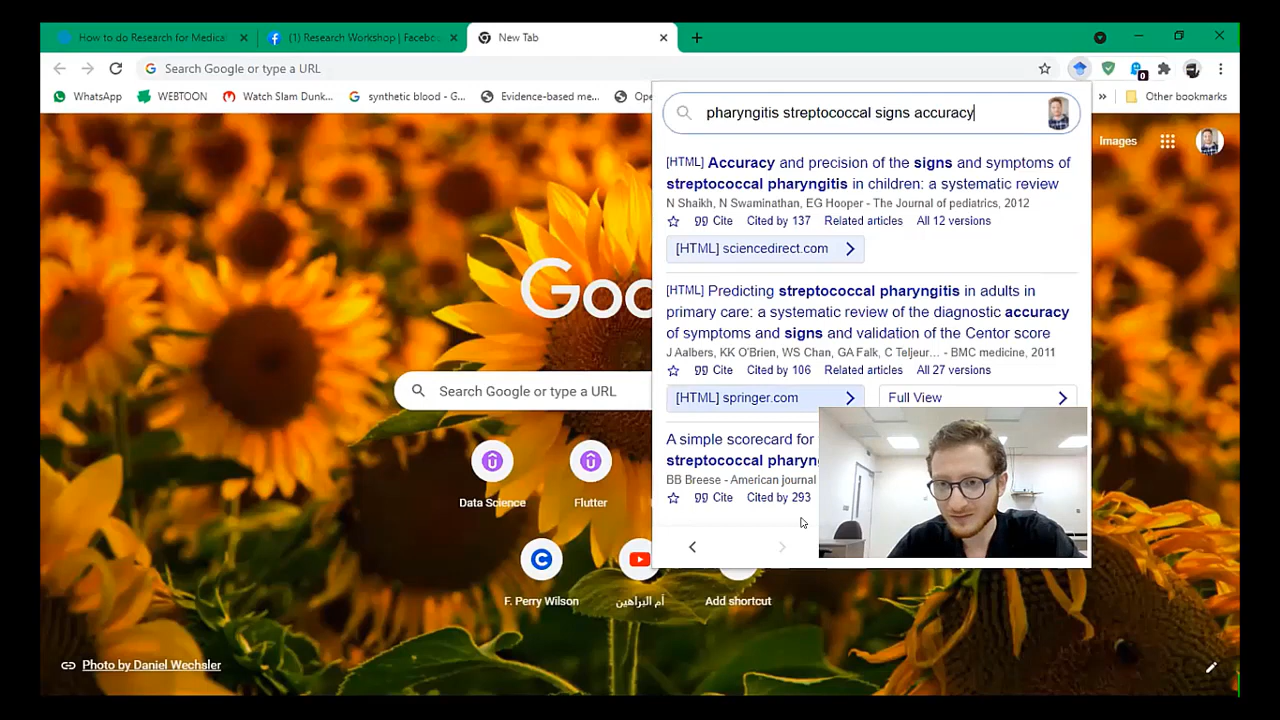 How to do Research for Medical
(1) Research Workshop | Facebo
New Tab
Search Google or type a URL
0
WhatsApp
WEBTOON
Watch Slam Dunk...
synthetic blood - G...
Evidence-based me...
Other bookmarks
pharyngitis streptococcal signs accuracy
Images
[HTML] Accuracy and precision of the signs and symptoms of
streptococcal pharyngitis in children: a systematic review
N Shaikh, N Swaminathan, EG Hooper - The Journal of pediatrics, 2012
Cite Cited by 137 Related articles All 12 versions
[HTML] sciencedirect.com
[HTML] Predicting streptococcal pharyngitis in adults in
primary care: a systematic review of the diagnostic accuracy
of symptoms and signs and validation of the Centor score
J Aalbers, KK O'Brien, WS Chan, GA Falk, C Teljeur... - BMC medicine, 2011
Cite Cited by 106 Related articles All 27 versions
[HTML] springer.com
Full View
A simple scorecard for
streptococcal pharyn
BB Breese - American journal
Cite Cited by 293
Goo
Search Google or type a URL
Data Science
Flutter
F. Perry Wilson
أم البراهين
Add shortcut
Photo by Daniel Wechsler